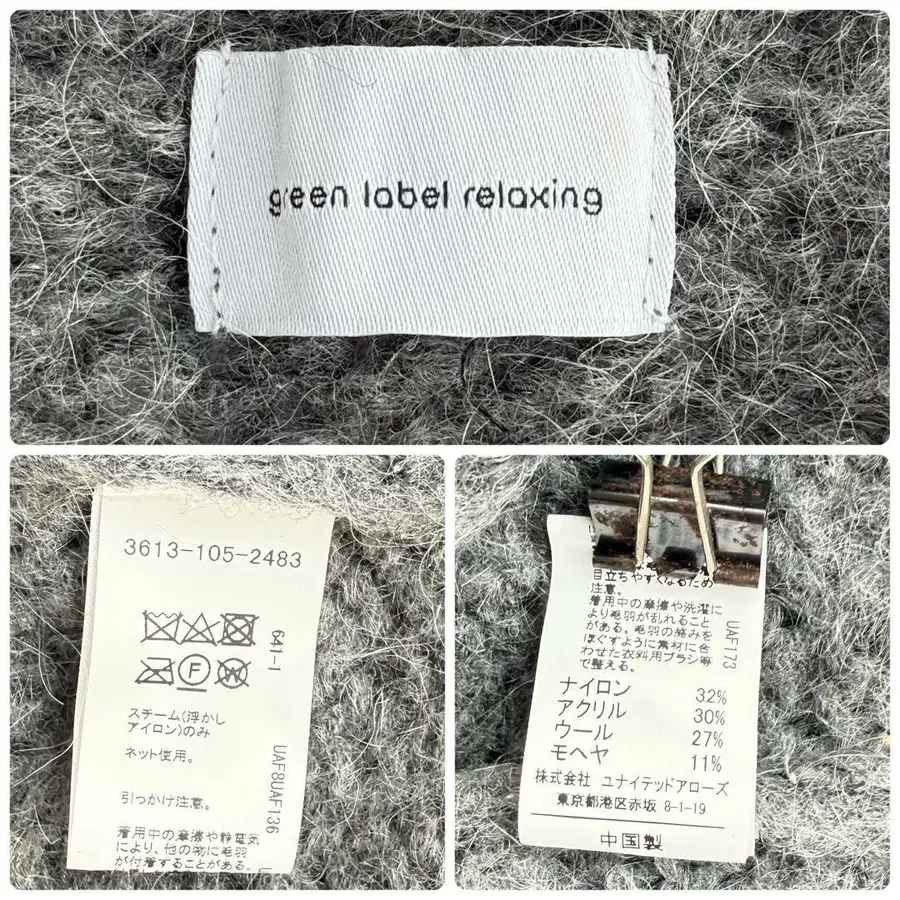 green label relaxing
3613-105-2483
F
W
641-1
スチーム(浮かし
アイロン)のみ
ネット使用。
引っかけ注意。
着用中の摩擦や静電気
により、他の物に毛羽
が付着することがある。
UAF8UAF136
目立ちやすくなるため
注意。
着用中の摩擦や洗濯に
より毛羽が乱れること
がある。毛羽の絡みを
ほぐすように素材に合
わせた衣料用ブラシ等
で整える。
UAF173
ナイロン 32%
アクリル 30%
ウール 27%
モヘヤ 11%
株式会社 ユナイテッドアローズ
東京都港区赤坂 8-1-19
中国製